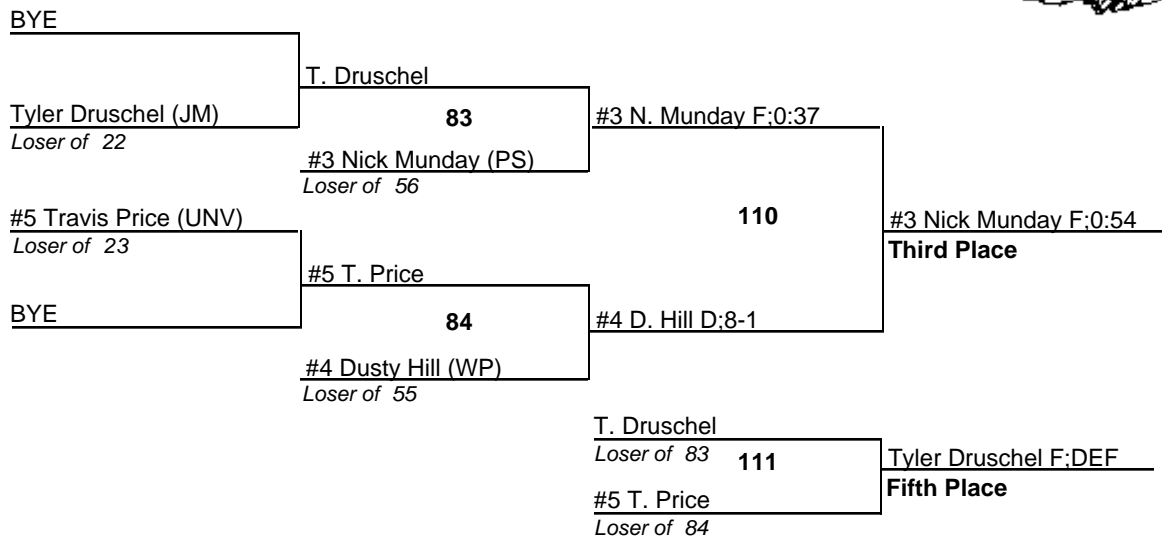 BYE
T. Druschel
Tyler Druschel (JM)
83
#3 N. Munday F;0:37
Loser of 22
#3 Nick Munday (PS)
Loser of 56
#5 Travis Price (UNV)
110
#3 Nick Munday F;0:54
Loser of 23
Third Place
#5 T. Price
BYE
84
#4 D. Hill D;8-1
#4 Dusty Hill (WP)
Loser of 55
T. Druschel
Loser of 83
111
Tyler Druschel F;DEF
Fifth Place
#5 T. Price
Loser of 84